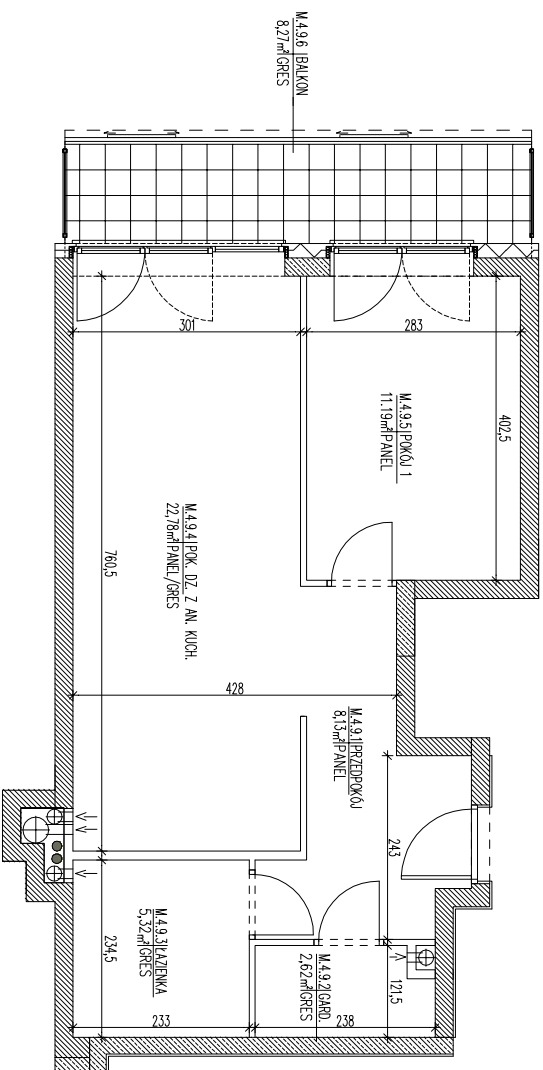 M.4.9.6 | BALKON
8,27m² | GRES
301
283
402,5
M.4.9.5 | POKÓJ 1
11.19m² | PANEL
M.4.9.4 | POK. DZ. Z AN. KUCH.
22,78m² | PANEL/GRES
760,5
428
M.4.9.1 | PRZEDPOKÓJ
8,13m² | PANEL
243
M.4.9.3 | ŁAZIENKA
5,32m² | GRES
234,5
M.4.9.2 | GARD.
2,62m² | GRES
121,5
233
238